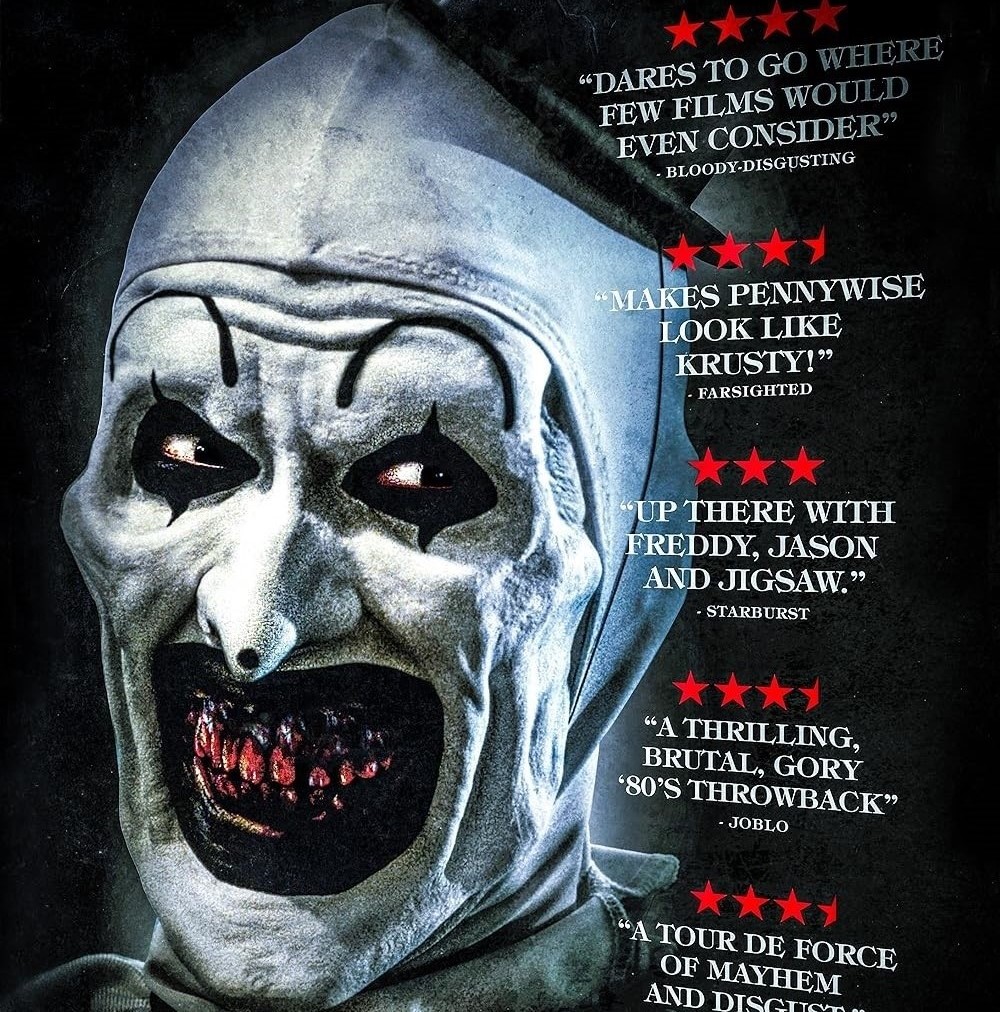 “DARES TO GO WHERE
FEW FILMS WOULD
EVEN CONSIDER”
- BLOODY-DISGUSTING
“MAKES PENNYWISE
LOOK LIKE
KRUSTY!”
- FARSIGHTED
“UP THERE WITH
FREDDY, JASON
AND JIGSAW.”
- STARBURST
“A THRILLING,
BRUTAL, GORY
‘80’S THROWBACK”
- JOBLO
“A TOUR DE FORCE
OF MAYHEM
AND DISGUST.”